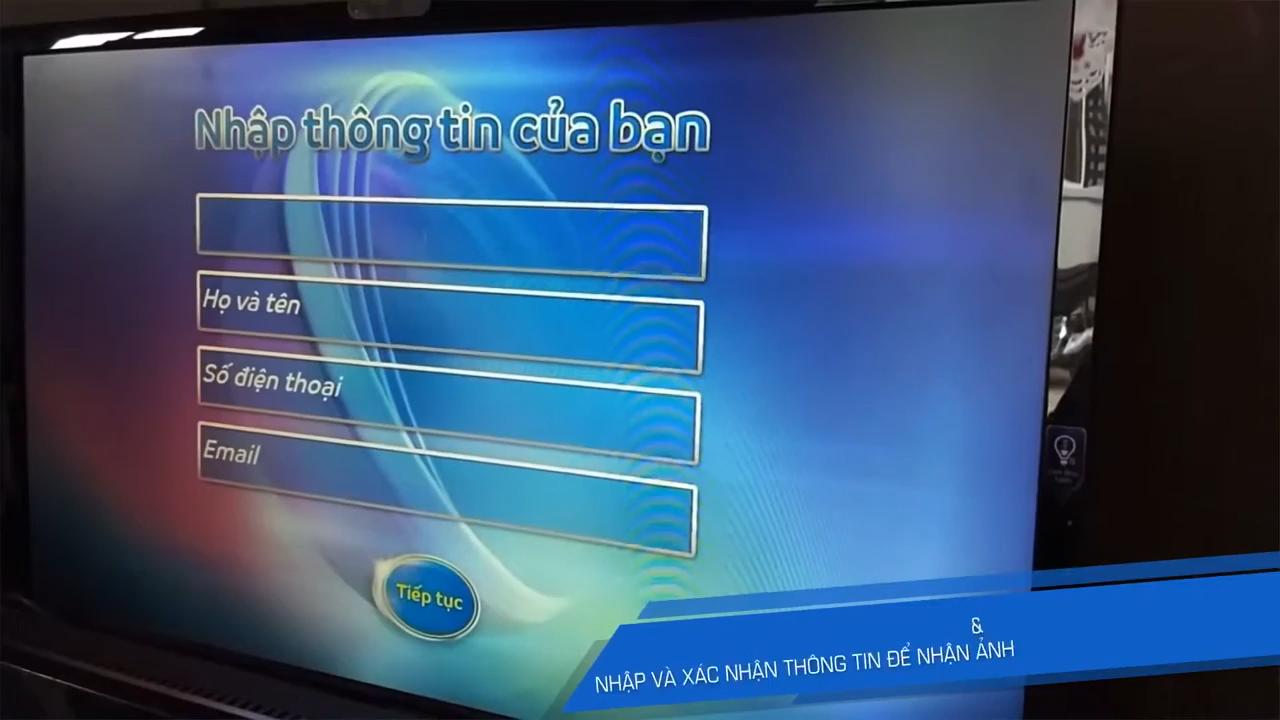 Nhập thông tin của bạn
Họ và tên
Số điện thoại
Email
Tiếp tục
&
NHẬP VÀ XÁC NHẬN THÔNG TIN ĐỂ NHẬN ẢNH